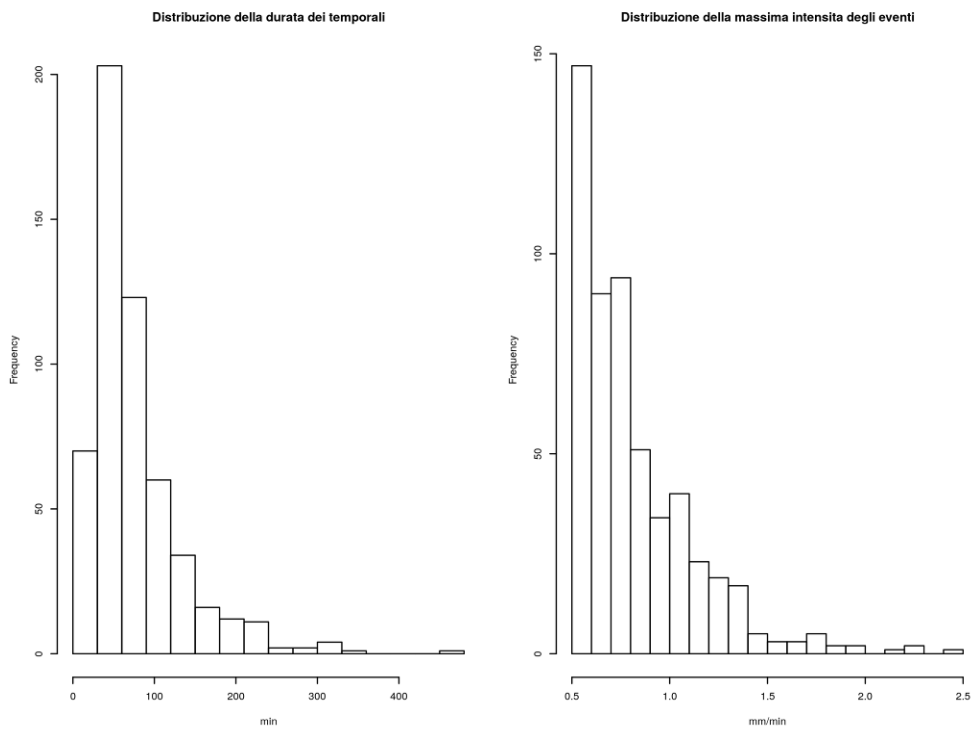 Distribuzione della durata dei temporali
Frequency
200
150
100
50
0
0 100 200 300 400
min
Distribuzione della massima intensita degli eventi
Frequency
150
100
50
0
0.5 1.0 1.5 2.0 2.5
mm/min